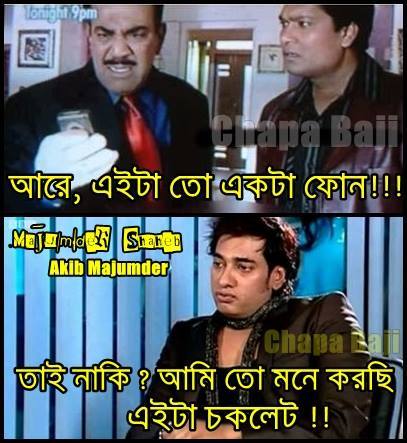 Tonight 9pm
Chapa Baji
আরে, এইটা তো একটা ফোন!!!
Majumder Shaheb
Akib Majumder
Chapa Baji
তাই নাকি ? আমি তো মনে করছি
এইটা চকলেট !!